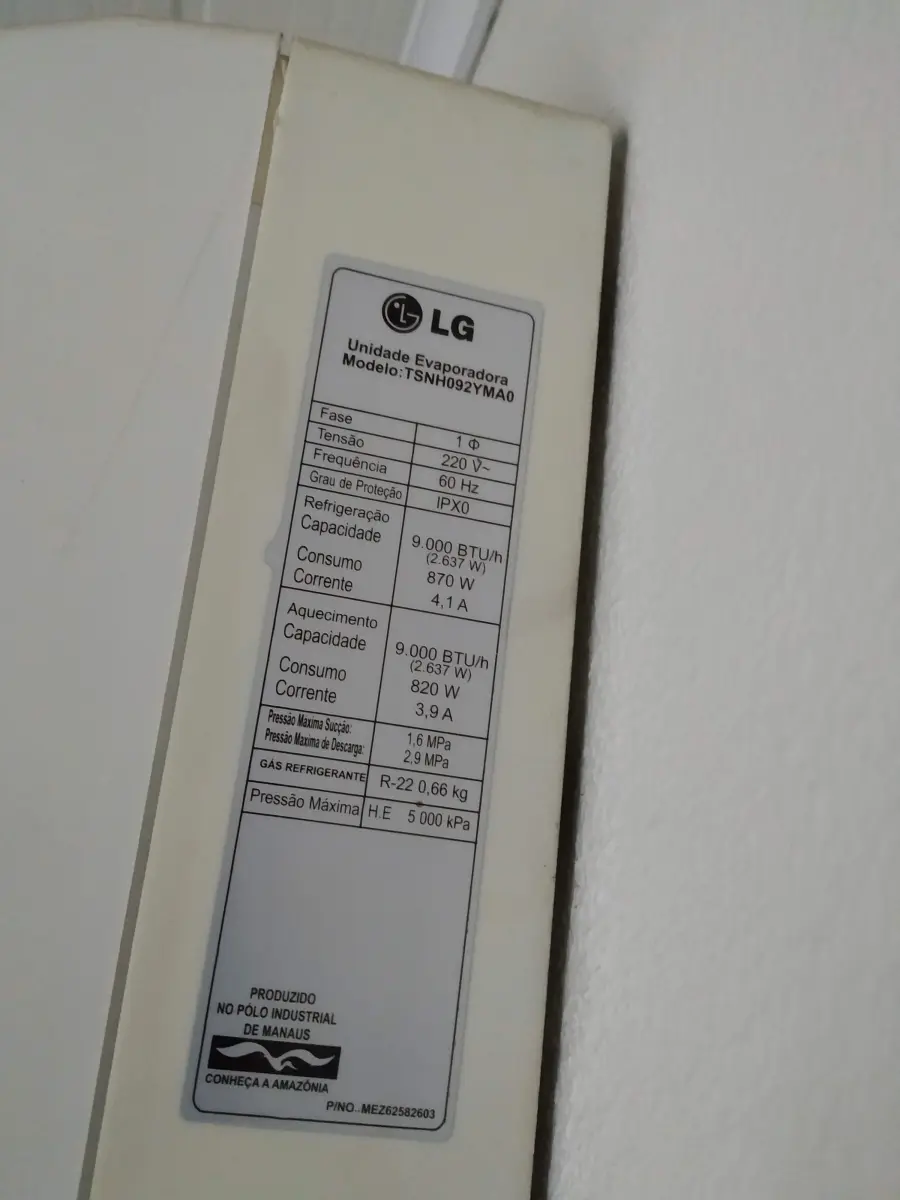 LG
Unidade Evaporadora
Modelo:TSNH092YMA0
Fase 1 Φ
Tensão 220 V~
Frequência 60 Hz
Grau de Proteção IPX0
Refrigeração
Capacidade 9.000 BTU/h
(2.637 W)
Consumo 870 W
Corrente 4,1 A
Aquecimento
Capacidade 9.000 BTU/h
(2.637 W)
Consumo 820 W
Corrente 3,9 A
Pressão Maxima Sucção: 1,6 MPa
Pressão Maxima de Descarga: 2,9 MPa
GÁS REFRIGERANTE R-22 0,66 kg
Pressão Máxima H.E 5 000 kPa
PRODUZIDO
NO PÓLO INDUSTRIAL
DE MANAUS
CONHEÇA A AMAZÔNIA
P/NO.:MEZ62582603